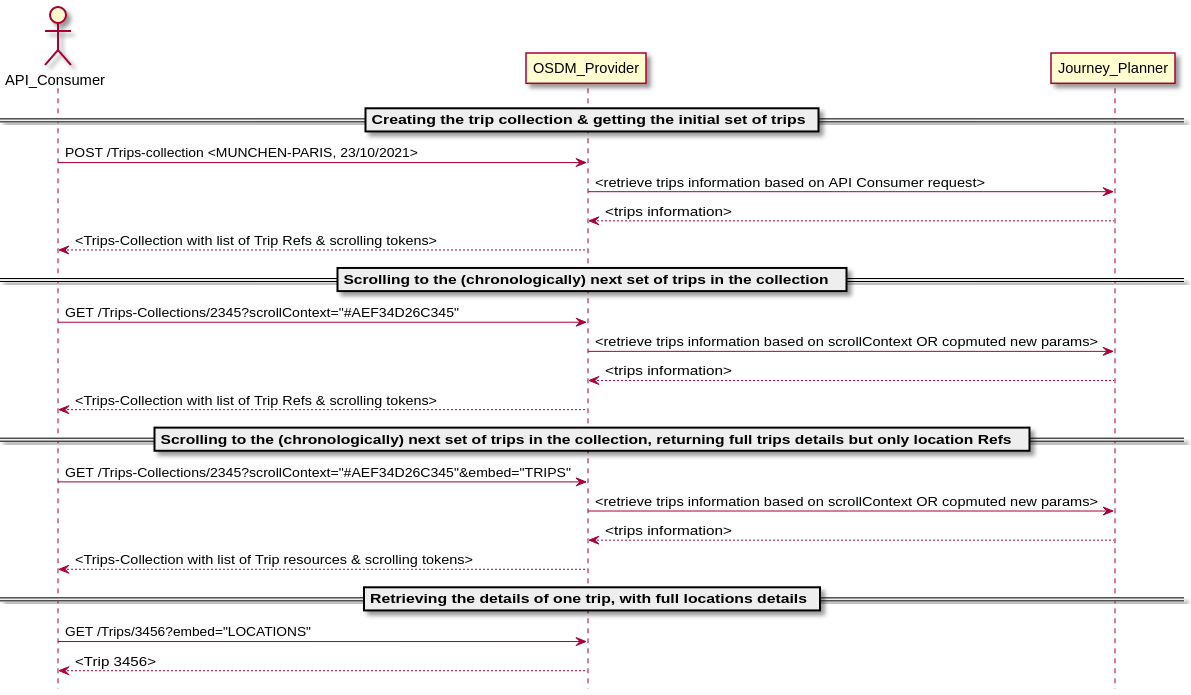 API_Consumer
OSDM_Provider
Journey_Planner
Creating the trip collection & getting the initial set of trips
POST /Trips-collection <MUNCHEN-PARIS, 23/10/2021>
<retrieve trips information based on API Consumer request>
<trips information>
<Trips-Collection with list of Trip Refs & scrolling tokens>
Scrolling to the (chronologically) next set of trips in the collection
GET /Trips-Collections/2345?scrollContext="#AEF34D26C345"
<retrieve trips information based on scrollContext OR copmuted new params>
<trips information>
<Trips-Collection with list of Trip Refs & scrolling tokens>
Scrolling to the (chronologically) next set of trips in the collection, returning full trips details but only location Refs
GET /Trips-Collections/2345?scrollContext="#AEF34D26C345"&embed="TRIPS"
<retrieve trips information based on scrollContext OR copmuted new params>
<trips information>
<Trips-Collection with list of Trip resources & scrolling tokens>
Retrieving the details of one trip, with full locations details
GET /Trips/3456?embed="LOCATIONS"
<Trip 3456>